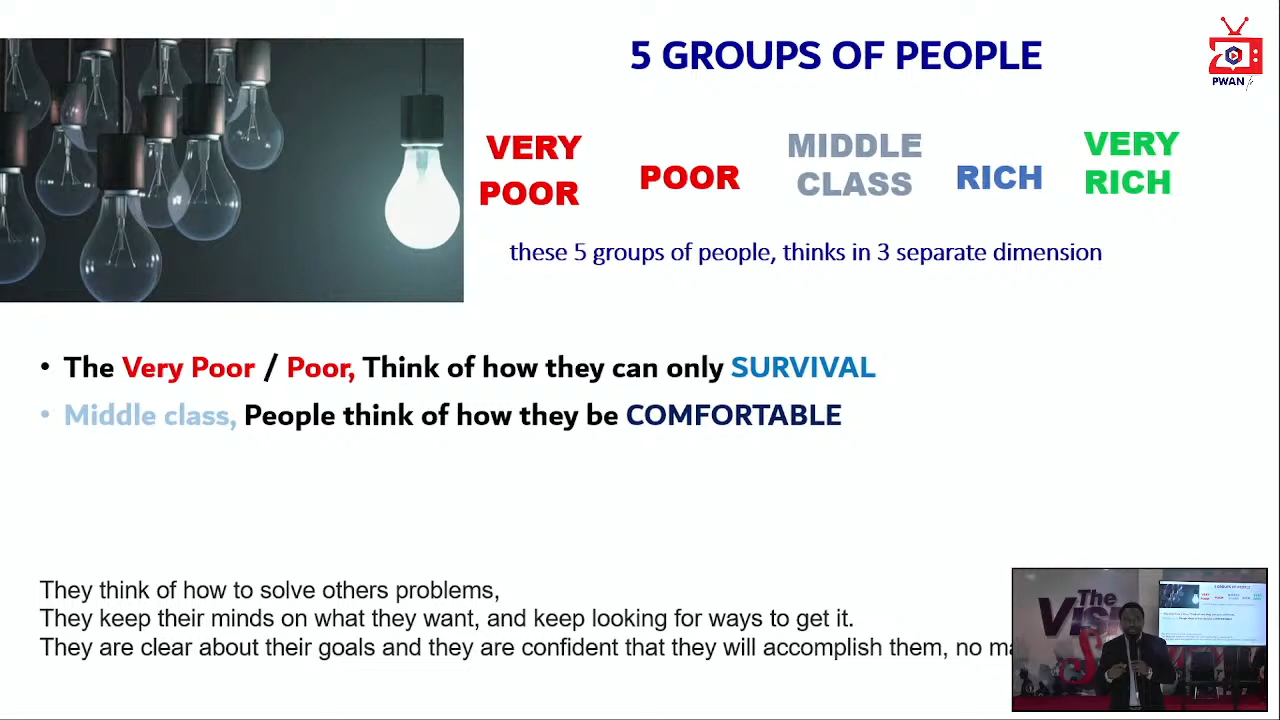 5 GROUPS OF PEOPLE
PWAN
VERY
POOR
POOR
MIDDLE
CLASS
RICH
VERY
RICH
these 5 groups of people, thinks in 3 separate dimension
• The Very Poor / Poor, Think of how they can only SURVIVAL
• Middle class, People think of how they be COMFORTABLE
They think of how to solve others problems,
They keep their minds on what they want, and keep looking for ways to get it.
They are clear about their goals and they are confident that they will accomplish them, no
The